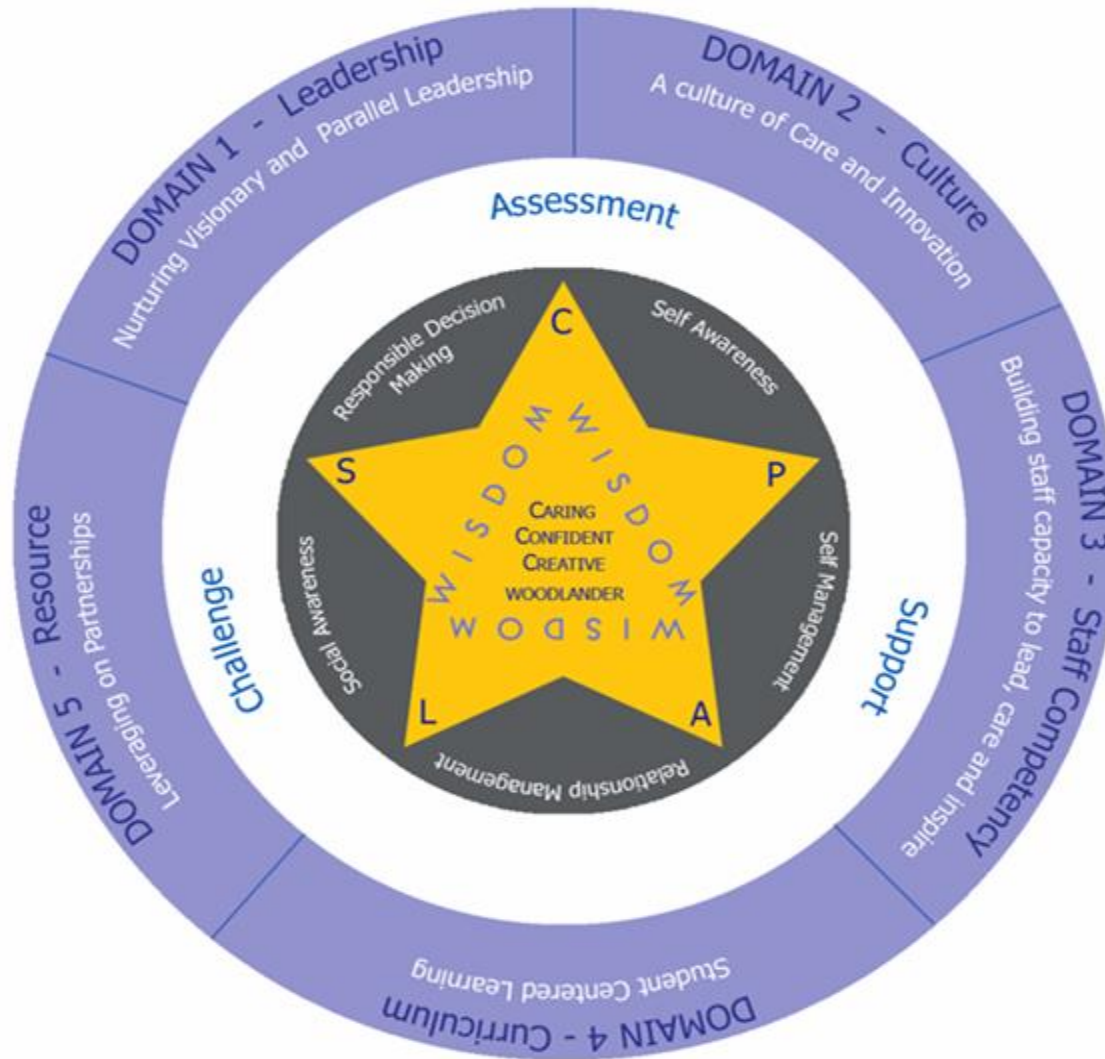 DOMAIN 1 - Leadership
Nurturing Visionary and Parallel Leadership
DOMAIN 2 - Culture
A culture of Care and Innovation
DOMAIN 3 - Staff Competency
Building staff capacity to lead, care and inspire
DOMAIN 4 - Curriculum
Student Centered Learning
DOMAIN 5 - Resource
Leveraging on Partnerships
Assessment
Support
Challenge
Self Awareness
Self Management
Relationship Management
Social Awareness
Responsible Decision
Making
C
P
A
L
S
WISDOM
WISDOM
WISDOM
CARING
CONFIDENT
CREATIVE
WOODLANDER